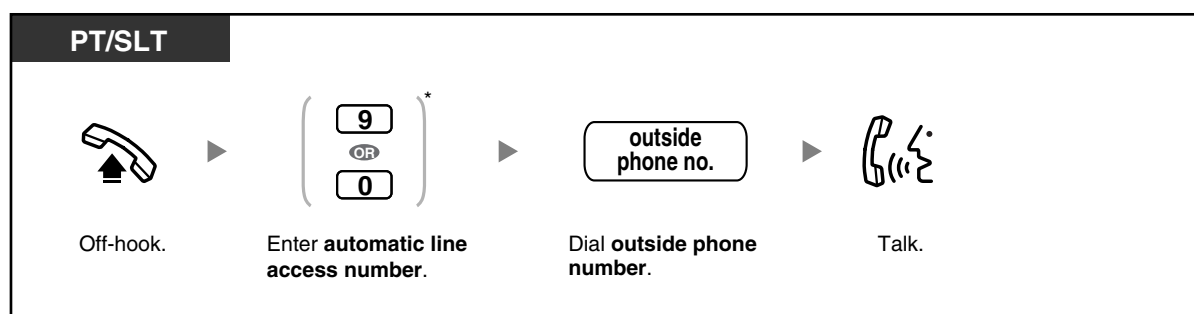 PT/SLT
*
9
OR
0
outside
phone no.
Off-hook.
Enter automatic line
access number.
Dial outside phone
number.
Talk.